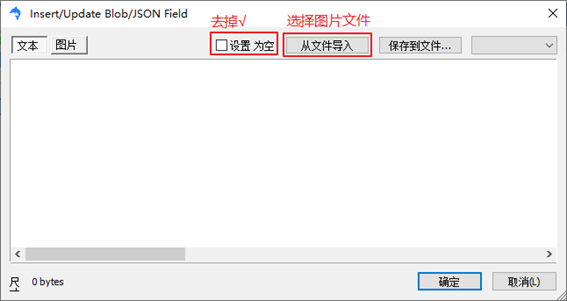 Insert/Update Blob/JSON Field
去掉√ 选择图片文件
文本 图片 设置 为空 从文件导入 保存到文件...
尺 0 bytes 确定 取消(L)